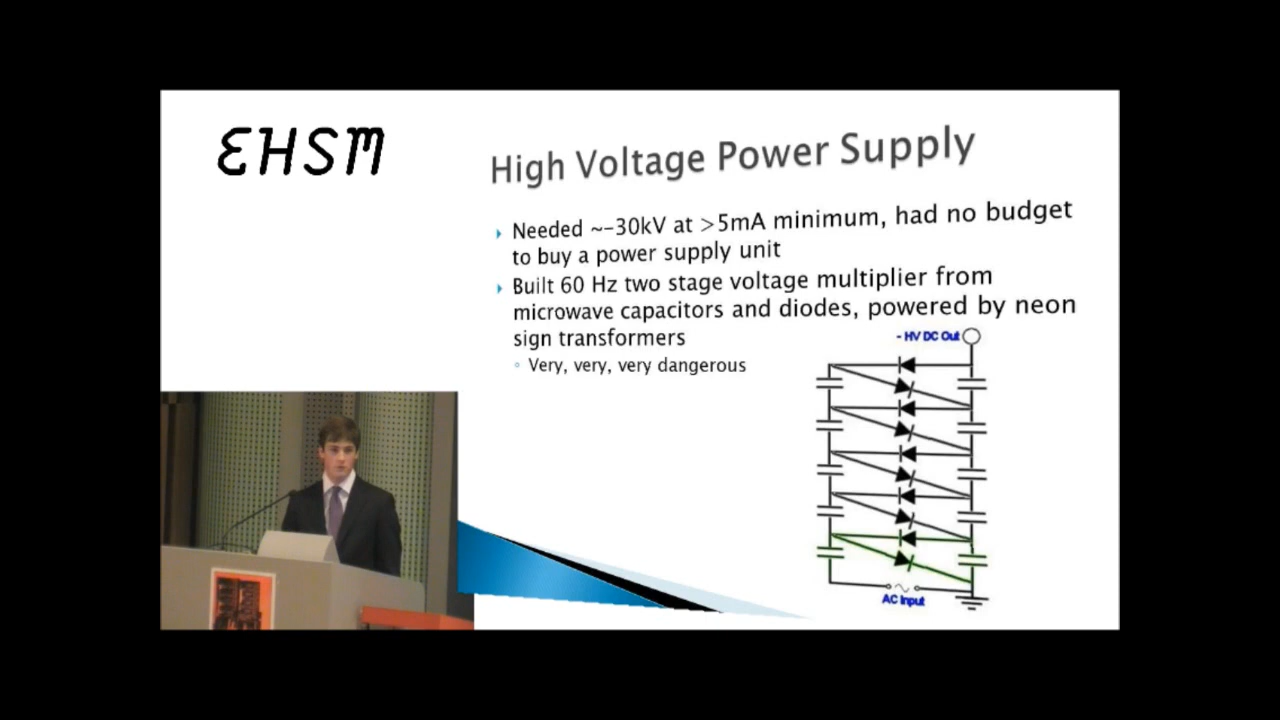 EHSM
High Voltage Power Supply
Needed ~-30kV at >5mA minimum, had no budget
to buy a power supply unit
Built 60 Hz two stage voltage multiplier from
microwave capacitors and diodes, powered by neon
sign transformers
Very, very, very dangerous
- HV DC Out
AC Input